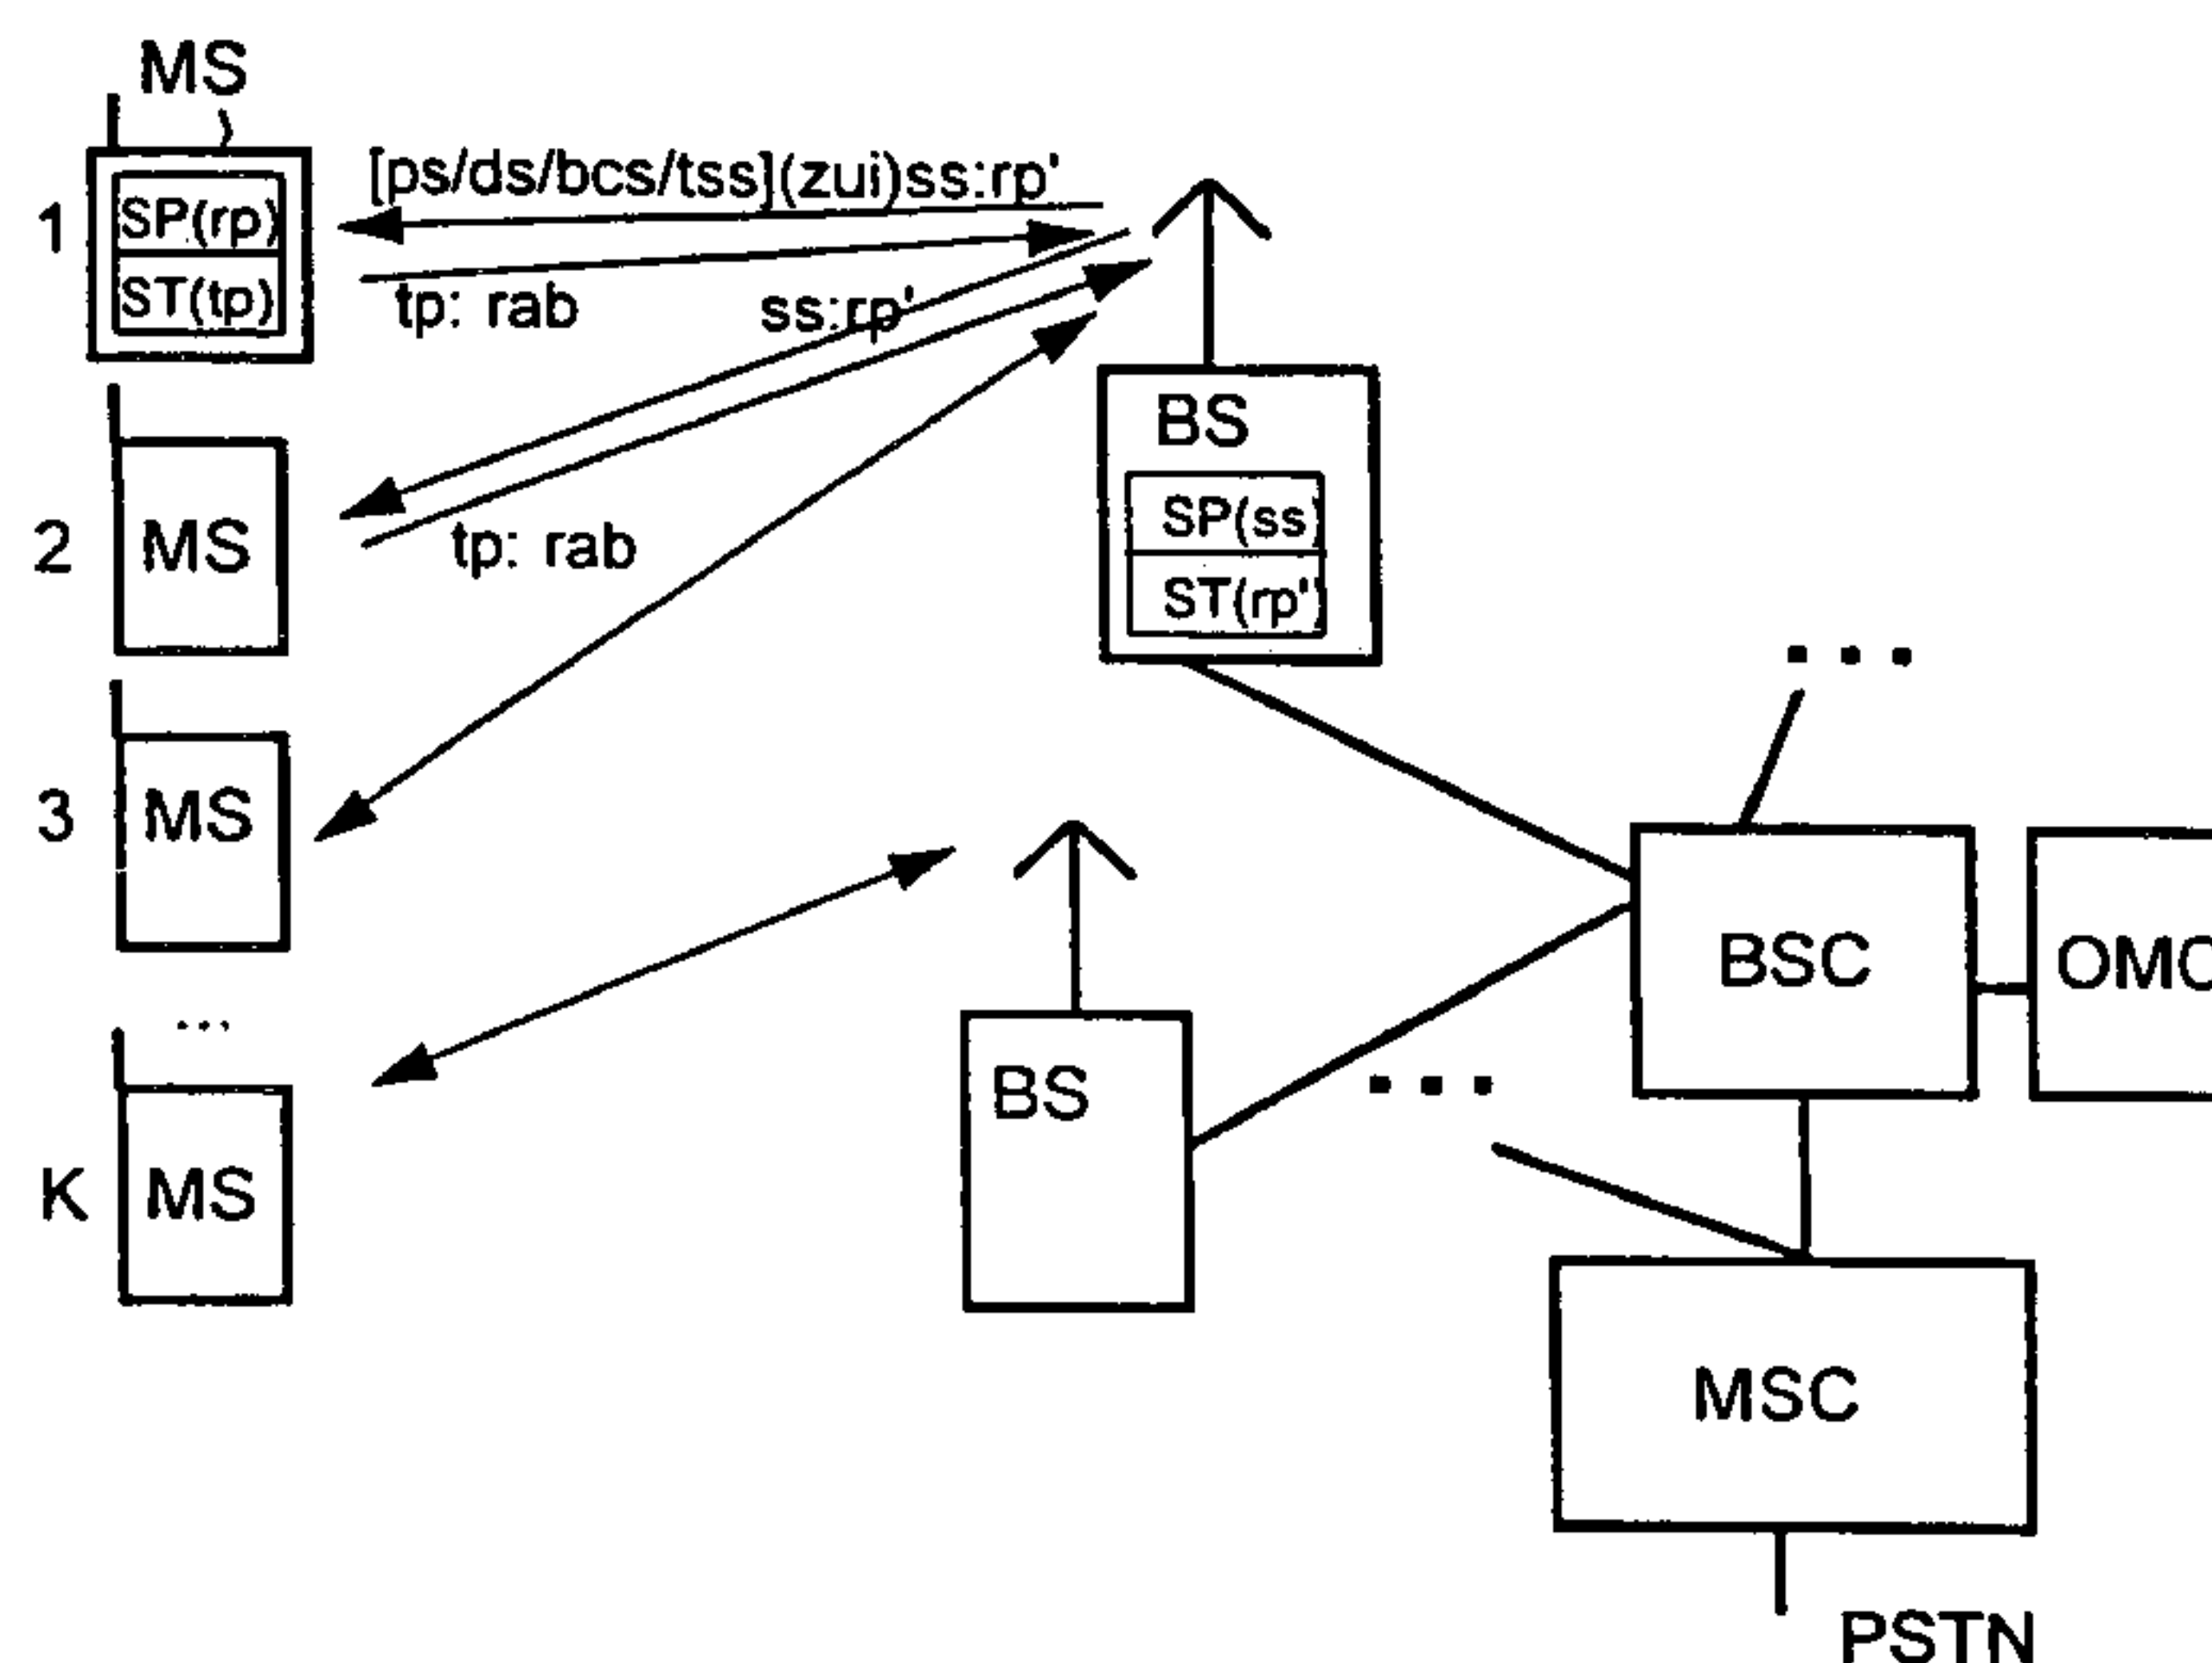 MS
[ps/ds/bcs/tss](zui)ss:rp'
1
SP(rp)
ST(tp)
tp: rab
ss:rp'
BS
SP(ss)
ST(rp')
2
MS
tp: rab
...
3
MS
BSC
OMC
...
BS
...
K
MS
MSC
PSTN